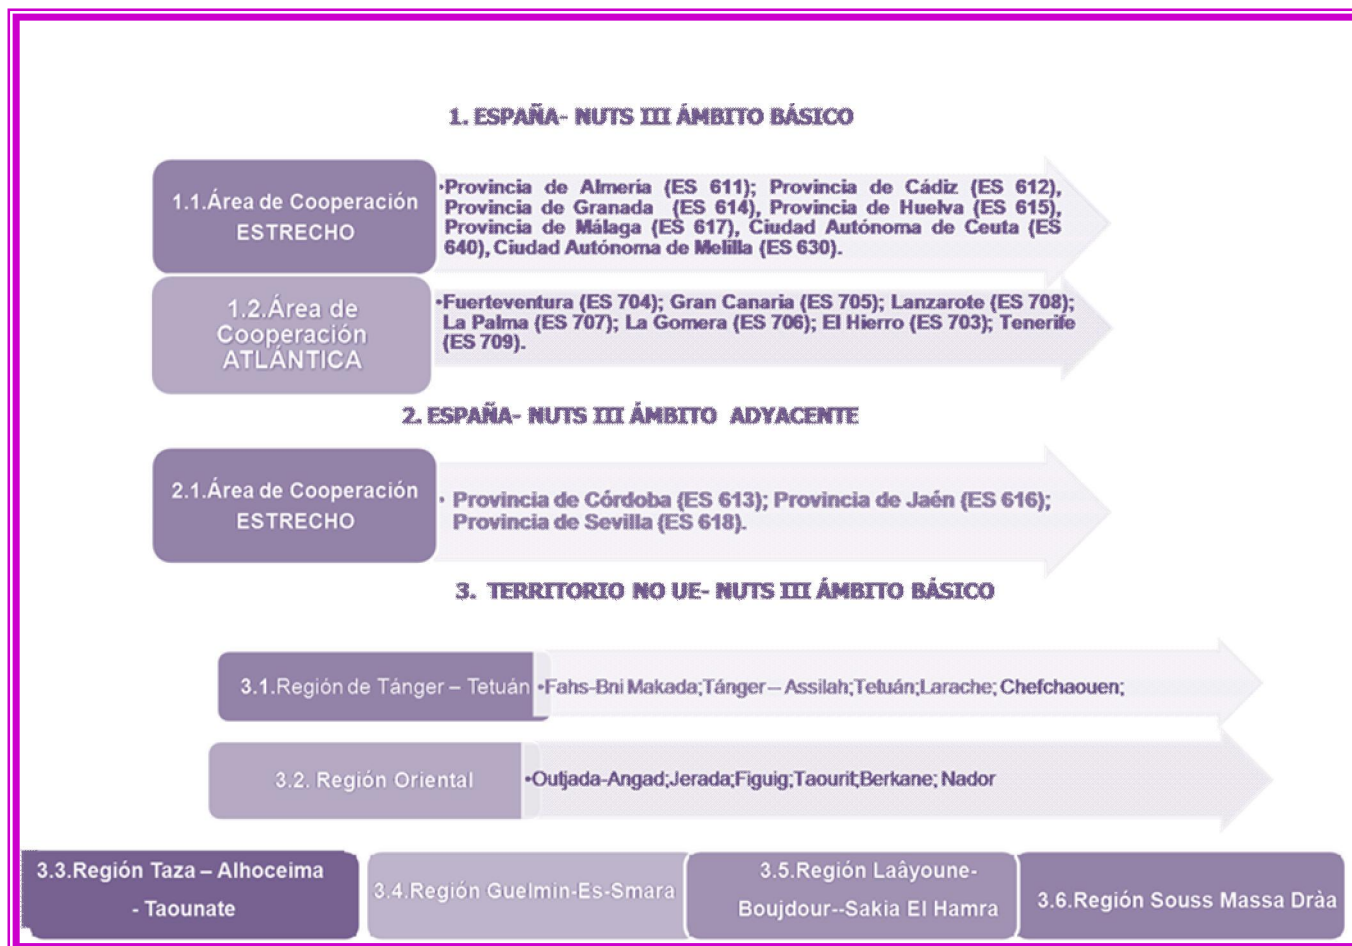 1. ESPAÑA- NUTS III ÁMBITO BÁSICO
1.1.Área de Cooperación
ESTRECHO
•Provincia de Almería (ES 611); Provincia de Cádiz (ES 612),
Provincia de Granada (ES 614), Provincia de Huelva (ES 615),
Provincia de Málaga (ES 617), Ciudad Autónoma de Ceuta (ES
640), Ciudad Autónoma de Melilla (ES 630).
1.2.Área de
Cooperación
ATLÁNTICA
•Fuerteventura (ES 704); Gran Canaria (ES 705); Lanzarote (ES 708);
La Palma (ES 707); La Gomera (ES 706); El Hierro (ES 703); Tenerife
(ES 709).
2. ESPAÑA- NUTS III ÁMBITO ADYACENTE
2.1.Área de Cooperación
ESTRECHO
• Provincia de Córdoba (ES 613); Provincia de Jaén (ES 616);
Provincia de Sevilla (ES 618).
3. TERRITORIO NO UE- NUTS III ÁMBITO BÁSICO
3.1.Región de Tánger – Tetuán
•Fahs-Bni Makada;Tánger – Assilah;Tetuán;Larache; Chefchaouen;
3.2. Región Oriental
•Outjada-Angad;Jerada;Figuig;Taourit;Berkane; Nador
3.3.Región Taza – Alhoceima
- Taounate
3.4.Región Guelmin-Es-Smara
3.5.Región Laâyoune-
Boujdour--Sakia El Hamra
3.6.Región Souss Massa Dràa